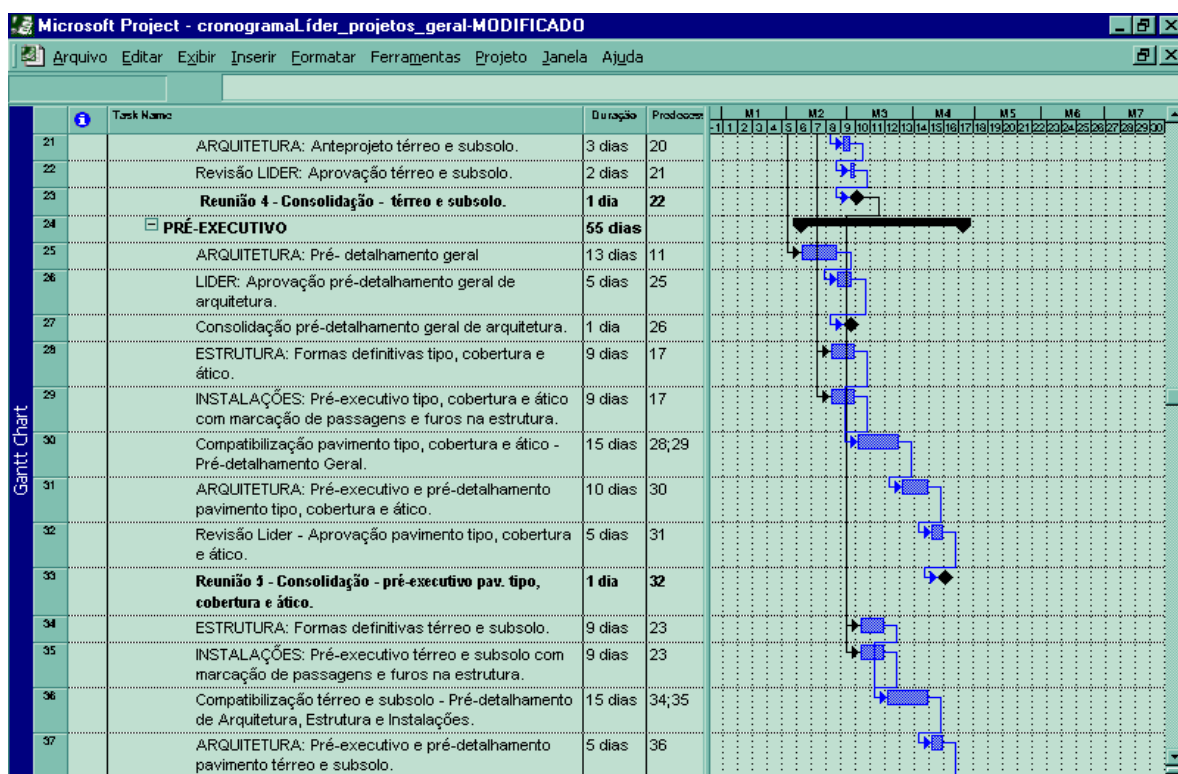 Microsoft Project - cronogramaLíder_projetos_geral-MODIFICADO
Arquivo Editar Exibir Inserir Formatar Ferramentas Projeto Janela Ajuda
Task Name Duração Predecess
M1 M2 M3 M4 M5 M6 M7
-1 1 2 3 4 5 6 7 8 9 10 11 12 13 14 15 16 17 18 19 20 21 22 23 24 25 26 27 28 29 30
21 ARQUITETURA: Anteprojeto térreo e subsolo. 3 dias 20
22 Revisão LIDER: Aprovação térreo e subsolo. 2 dias 21
23 Reunião 4 - Consolidação - térreo e subsolo. 1 dia 22
24 PRÉ-EXECUTIVO 55 dias
25 ARQUITETURA: Pré- detalhamento geral 13 dias 11
26 LIDER: Aprovação pré-detalhamento geral de 5 dias 25
arquitetura.
27 Consolidação pré-detalhamento geral de arquitetura. 1 dia 26
28 ESTRUTURA: Formas definitivas tipo, cobertura e 9 dias 17
ático.
29 INSTALAÇÕES: Pré-executivo tipo, cobertura e ático 9 dias 17
com marcação de passagens e furos na estrutura.
30 Compatibilização pavimento tipo, cobertura e ático - 15 dias 28;29
Pré-detalhamento Geral.
31 ARQUITETURA: Pré-executivo e pré-detalhamento 10 dias 30
pavimento tipo, cobertura e ático.
32 Revisão Lider - Aprovação pavimento tipo, cobertura 5 dias 31
e ático.
33 Reunião 5 - Consolidação - pré-executivo pav. tipo, 1 dia 32
cobertura e ático.
34 ESTRUTURA: Formas definitivas térreo e subsolo. 9 dias 23
35 INSTALAÇÕES: Pré-executivo térreo e subsolo com 9 dias 23
marcação de passagens e furos na estrutura.
36 Compatibilização térreo e subsolo - Pré-detalhamento 15 dias 34;35
de Arquitetura, Estrutura e Instalações.
37 ARQUITETURA: Pré-executivo e pré-detalhamento 5 dias 36
pavimento térreo e subsolo.
Gantt Chart